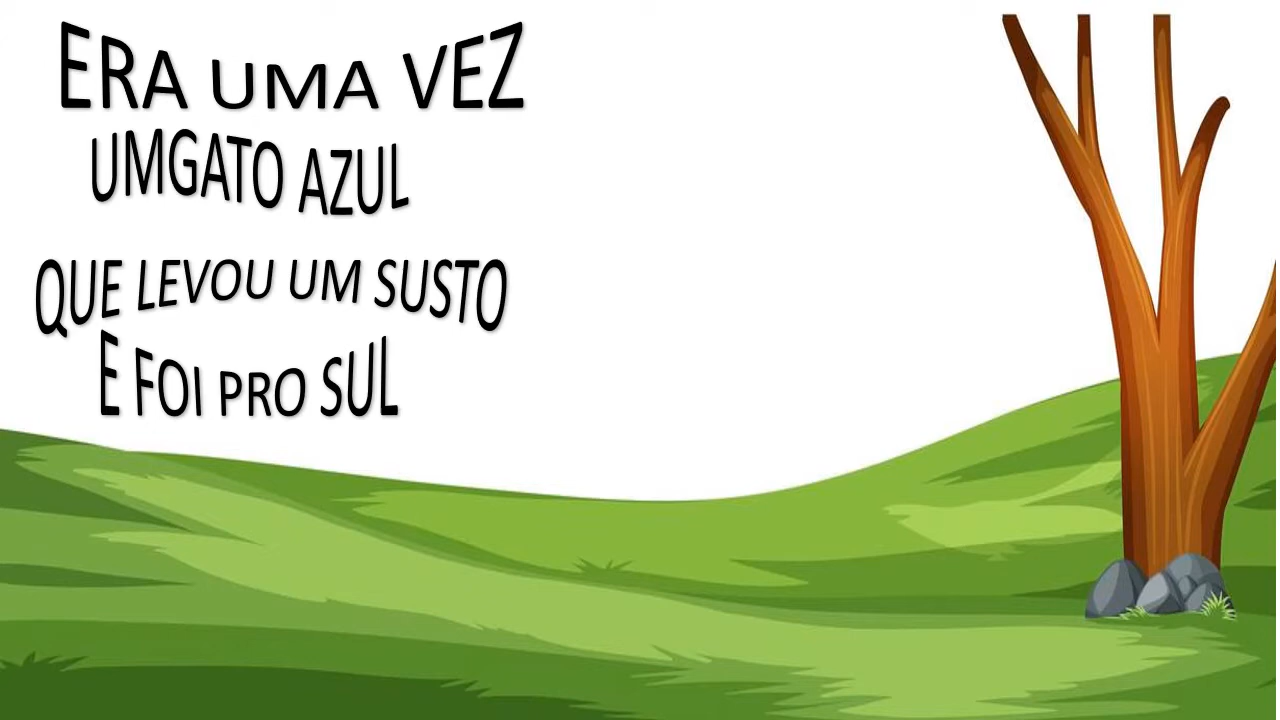 ERA UMA VEZ
UMGATO AZUL
QUE LEVOU UM SUSTO
E FOI PRO SUL